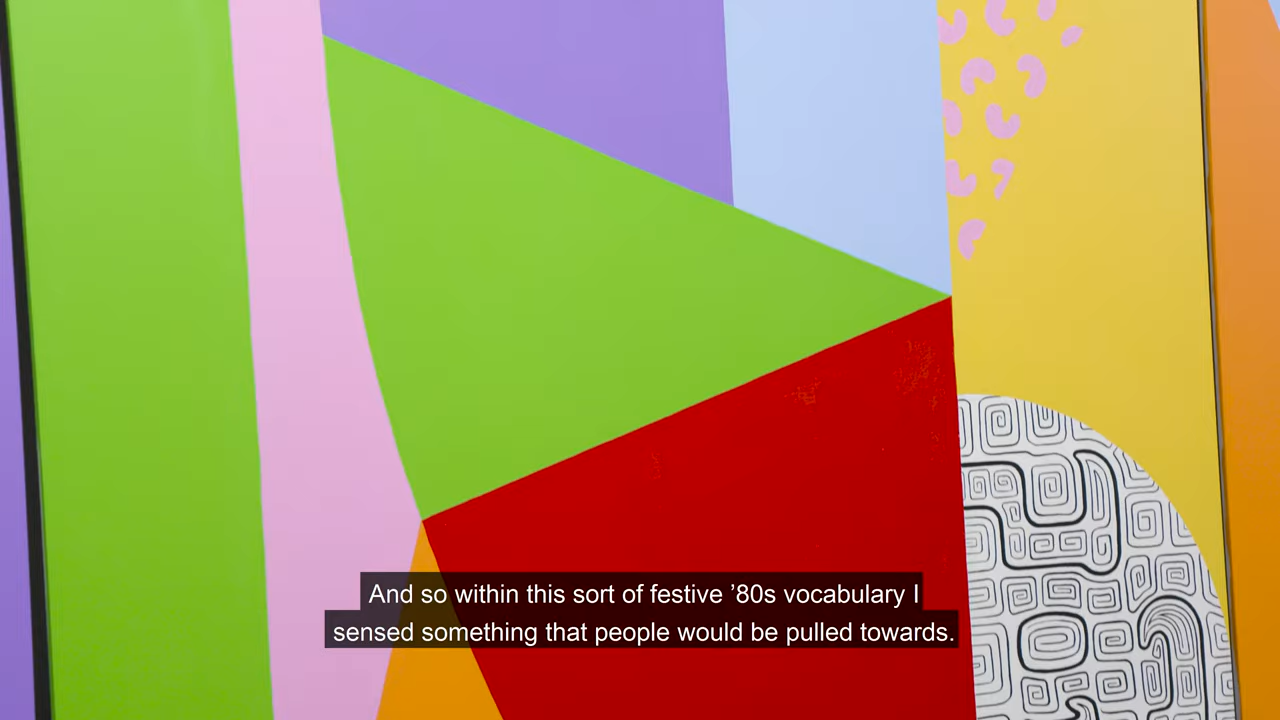 And so within this sort of festive ’80s vocabulary I
sensed something that people would be pulled towards.